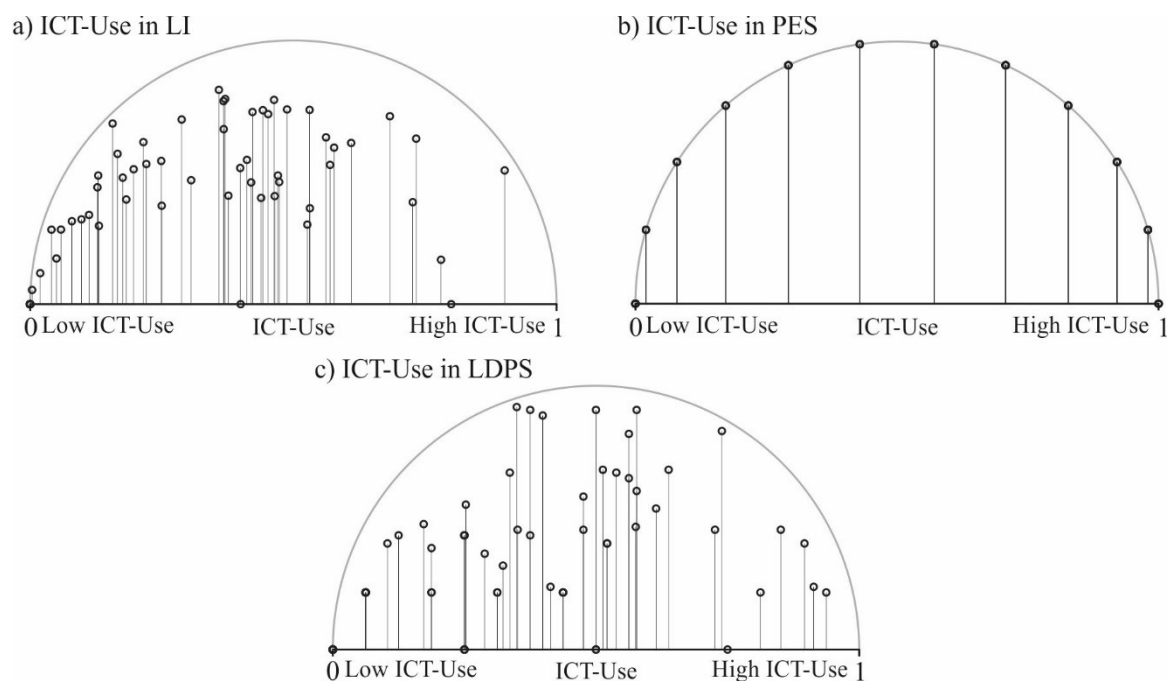 a) ICT-Use in LI
0 Low ICT-Use ICT-Use High ICT-Use 1
b) ICT-Use in PES
0 Low ICT-Use ICT-Use High ICT-Use 1
c) ICT-Use in LDPS
0 Low ICT-Use ICT-Use High ICT-Use 1